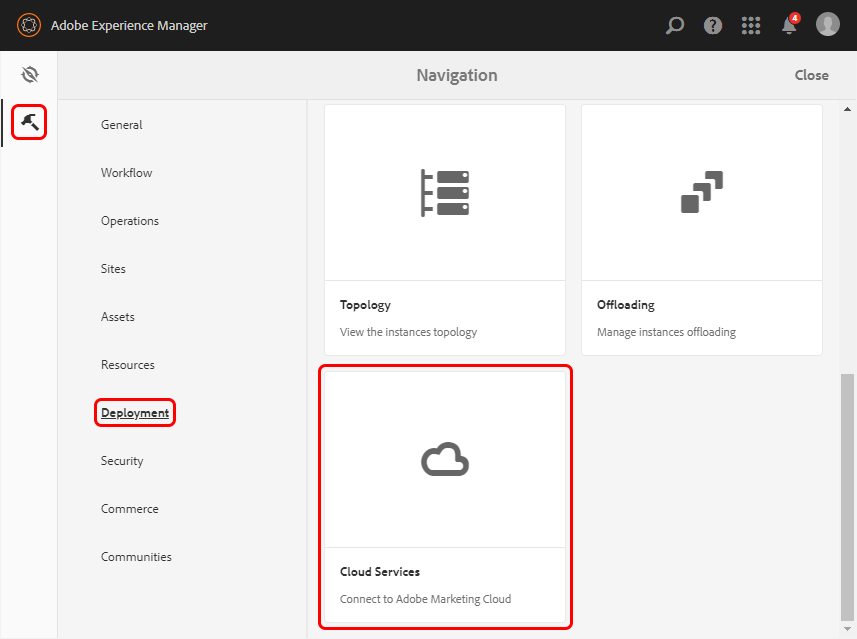 Adobe Experience Manager
4
Navigation
Close
General
Workflow
Operations
Sites
Assets
Resources
Deployment
Security
Commerce
Communities
Topology
View the instances topology
Offloading
Manage instances offloading
Cloud Services
Connect to Adobe Marketing Cloud